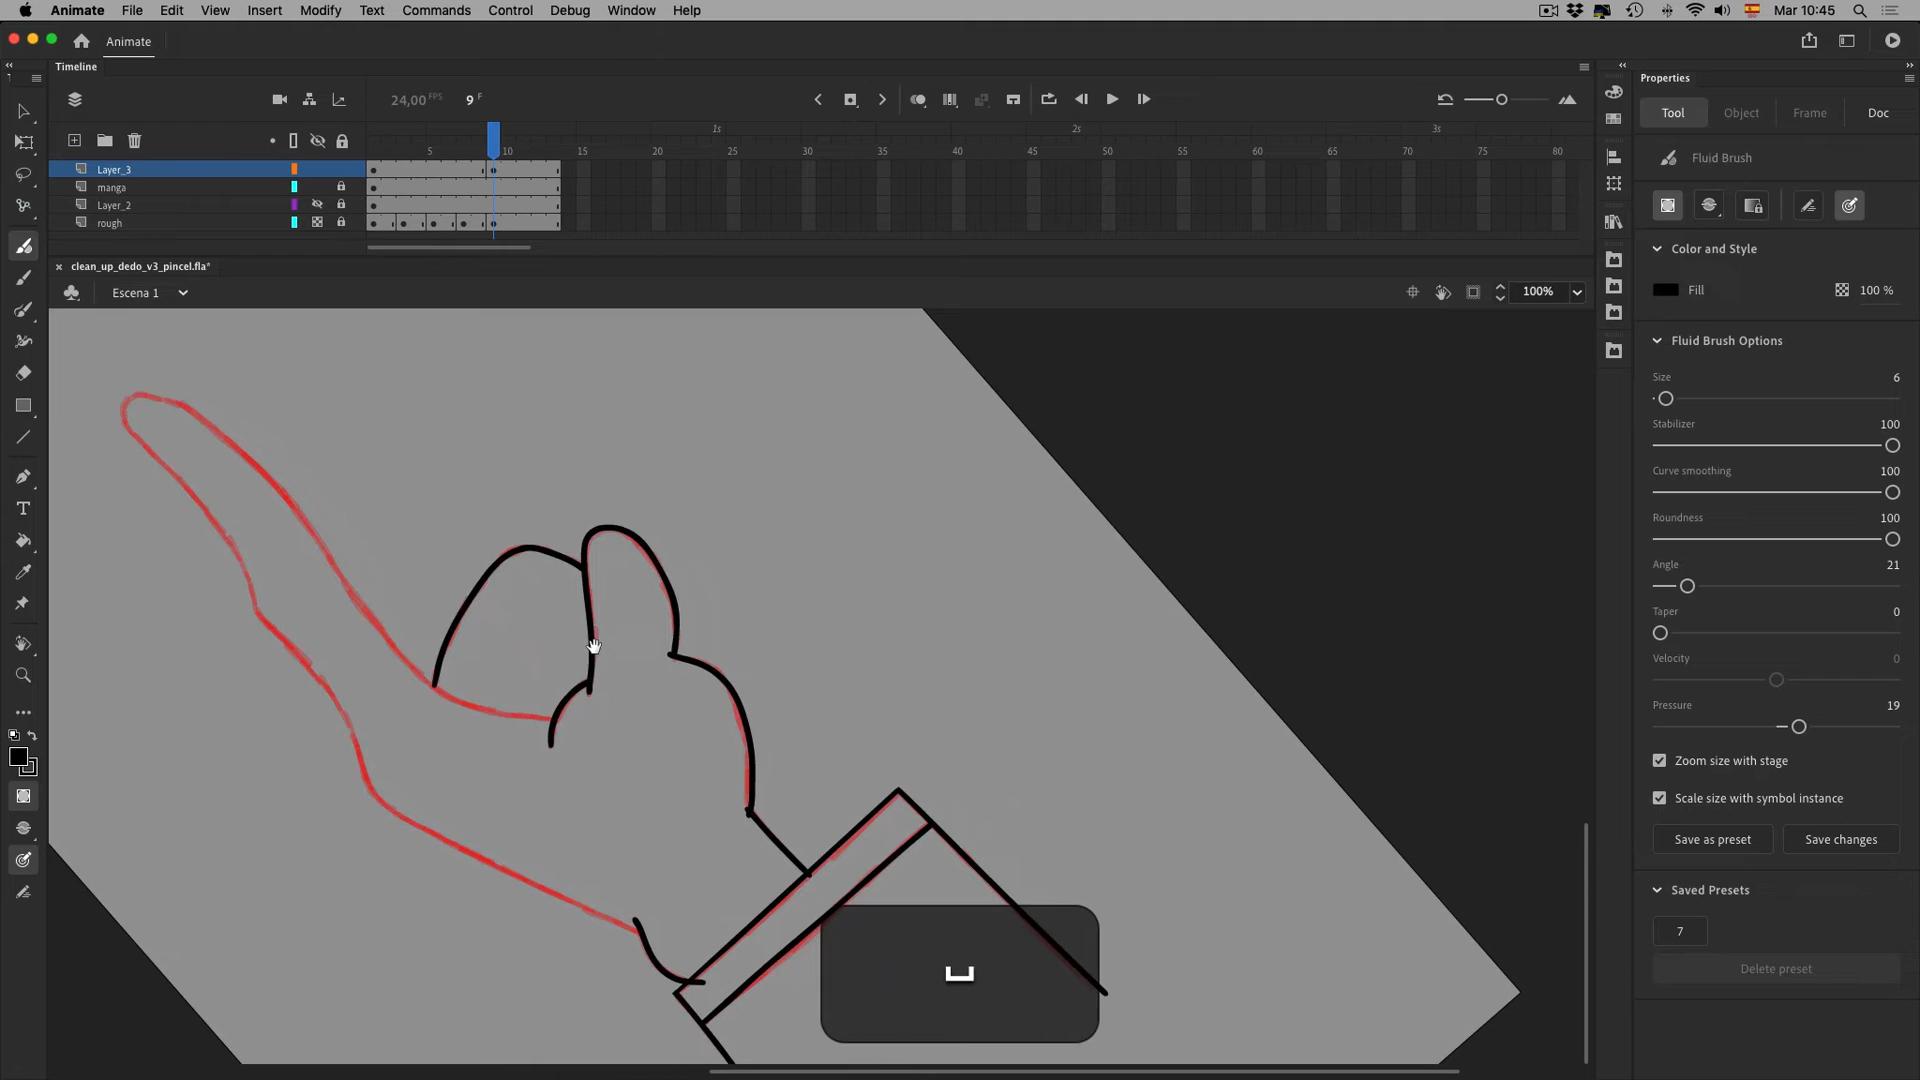 Animate File Edit View Insert Modify Text Commands Control Debug Window Help Mar 10:45
Animate
Timeline
24,00 FPS 9 F
1s 2s 3s
5 10 15 20 25 30 35 40 45 50 55 60 65 70 75 80
Layer_3
manga
Layer_2
rough
clean_up_dedo_v3_pincel.fla*
Escena 1
100%
Properties
Tool Object Frame Doc
Fluid Brush
Color and Style
Fill 100 %
Fluid Brush Options
Size 6
Stabilizer 100
Curve smoothing 100
Roundness 100
Angle 21
Taper 0
Velocity 0
Pressure 19
Zoom size with stage
Scale size with symbol instance
Save as preset Save changes
Saved Presets
7
Delete preset